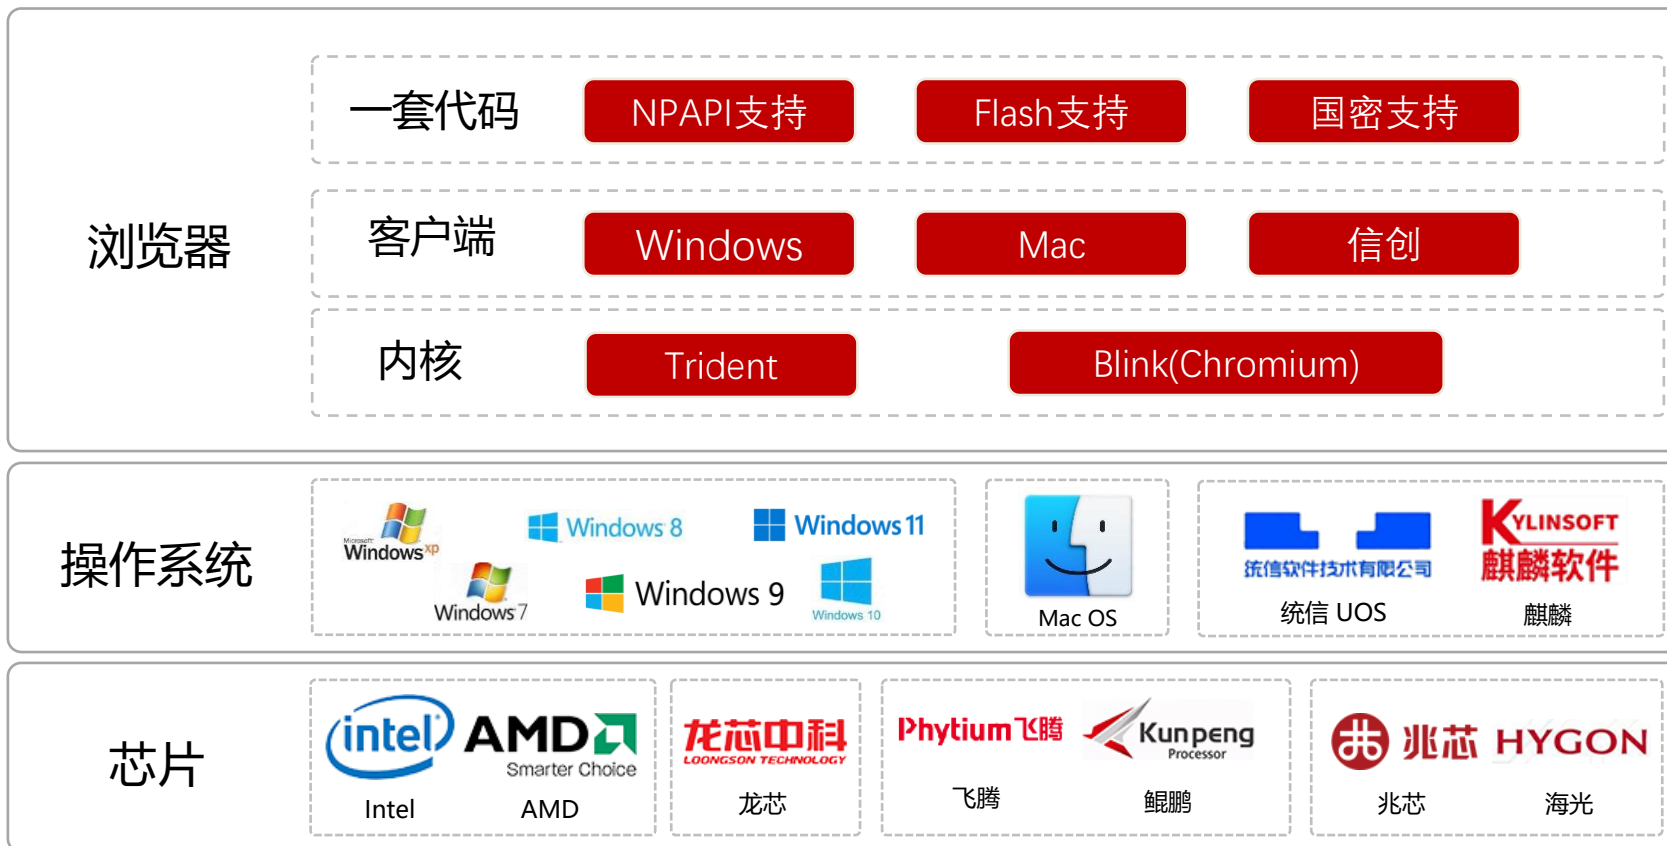 一套代码
NPAPI支持
Flash支持
国密支持
浏览器
客户端
Windows
Mac
信创
内核
Trident
Blink(Chromium)
操作系统
Microsoft
Windows xp
Windows 8
Windows 11
Windows 7
Windows 9
Windows 10
Mac OS
统信软件技术有限公司
统信 UOS
KYLINSOFT
麒麟软件
麒麟
芯片
intel
Intel
AMD
Smarter Choice
AMD
龙芯中科
LOONGSON TECHNOLOGY
龙芯
Phytium飞腾
飞腾
Kunpeng
Processor
鲲鹏
兆芯
兆芯
HYGON
海光